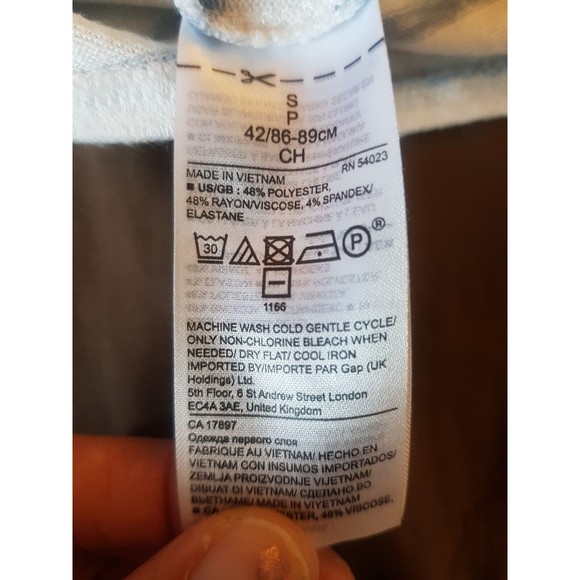 S
P
42/86-89CM
CH
MADE IN VIETNAM RN 54023
■ US/GB : 48% POLYESTER,
48% RAYON/VISCOSE, 4% SPANDEX/
ELASTANE
30 P ®
1166
MACHINE WASH COLD GENTLE CYCLE/
ONLY NON-CHLORINE BLEACH WHEN
NEEDED/ DRY FLAT/ COOL IRON
IMPORTED BY/IMPORTE PAR Gap (UK
Holdings) Ltd.
5th Floor, 6 St Andrew Street London
EC4A 3AE, United Kingdom
CA 17897
Одежда первого слоя
FABRIQUE AU VIETNAM/ HECHO EN
VIETNAM CON INSUMOS IMPORTADOS/
ZEMLJA PROIZVODNJE VIJETNAM/
DIBUAT DI VIETNAM/ СДЕЛАНО ВО
ВЬЕТНАМЕ/ MADE IN VIYETNAM
■ CA 48% VISCOSE,